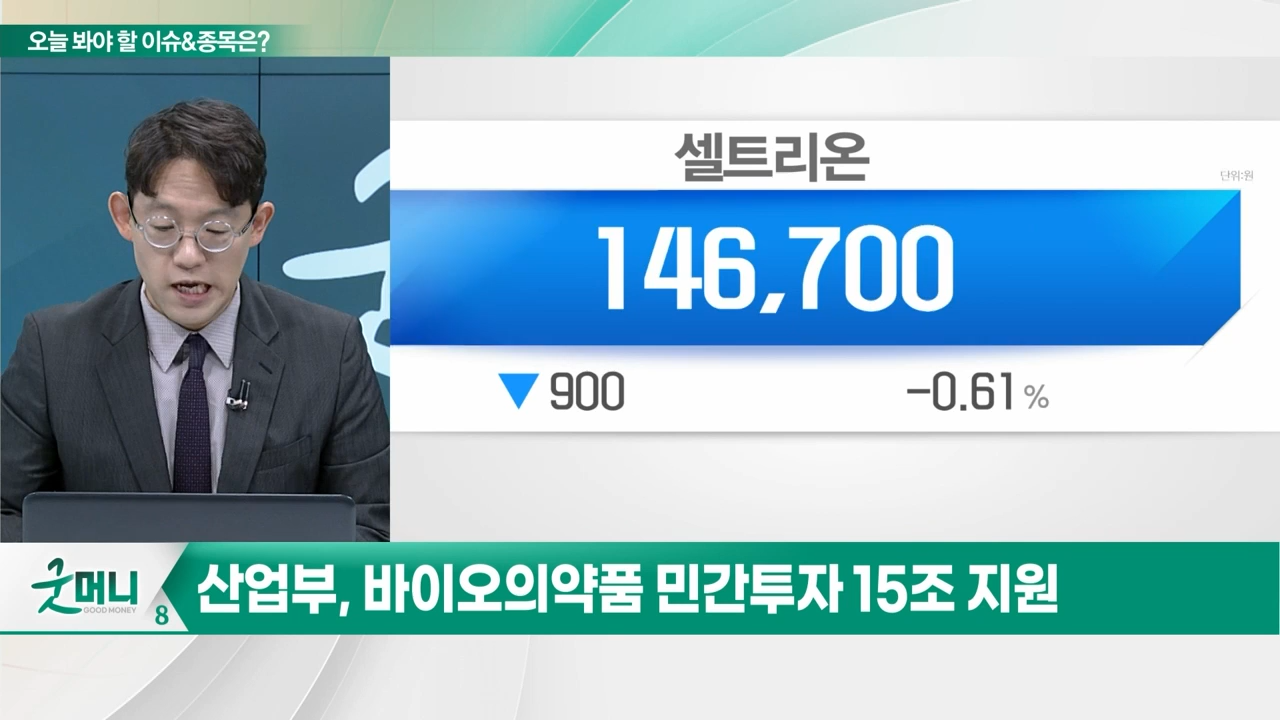 오늘 봐야 할 이슈&종목은?
셀트리온
단위:원
146,700
▼ 900 -0.61 %
굿머니
GOOD MONEY
8
산업부, 바이오의약품 민간투자 15조 지원